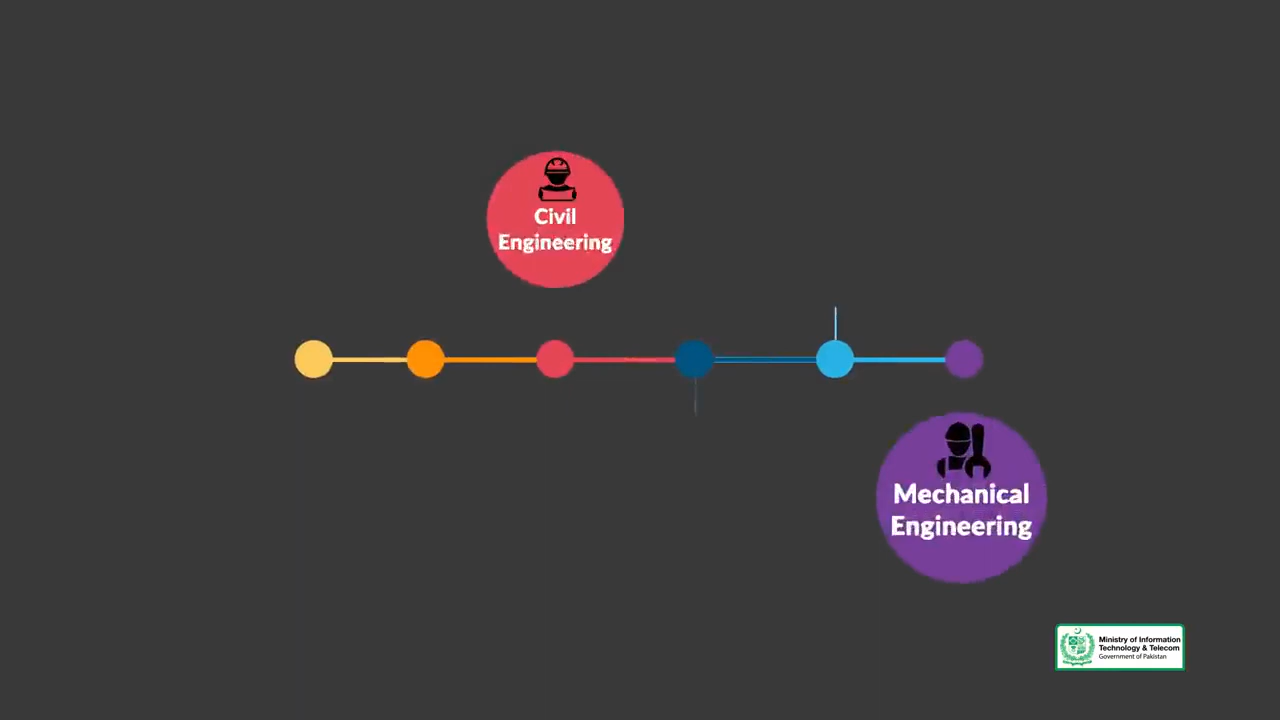 Civil
Engineering
Mechanical
Engineering
Ministry of Information
Technology & Telecom
Government of Pakistan